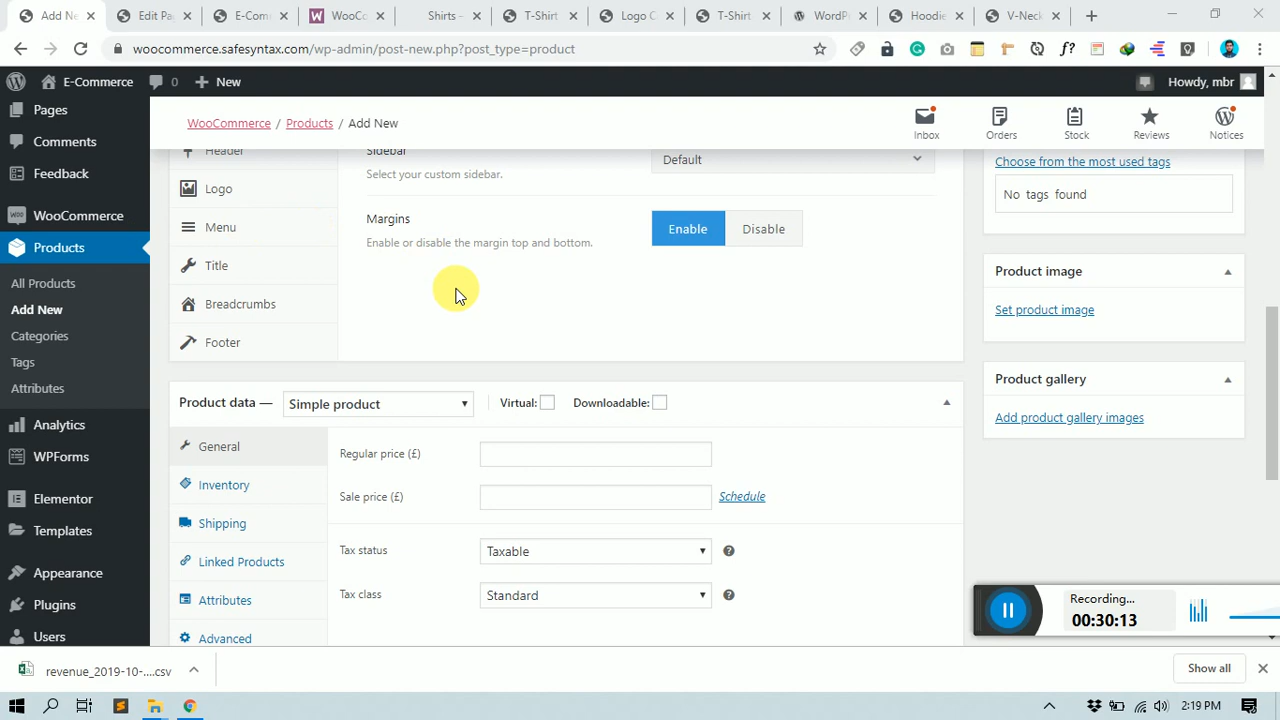 Add Ne
Edit Pa
E-Com
WooCo
Shirts –
T-Shirt
Logo C
T-Shirt
WordP
Hoodie
V-Neck
woocommerce.safesyntax.com/wp-admin/post-new.php?post_type=product
f?
E-Commerce
0
New
Howdy, mbr
Pages
Comments
Feedback
WooCommerce
Products
All Products
Add New
Categories
Tags
Attributes
Analytics
WPForms
Elementor
Templates
Appearance
Plugins
Users
WooCommerce / Products / Add New
Inbox
Orders
Stock
Reviews
Notices
Header
Logo
Menu
Title
Breadcrumbs
Footer
Sidebar
Select your custom sidebar.
Default
Margins
Enable or disable the margin top and bottom.
Enable
Disable
Choose from the most used tags
No tags found
Product image
Set product image
Product gallery
Add product gallery images
Product data —
Simple product
Virtual:
Downloadable:
General
Inventory
Shipping
Linked Products
Attributes
Advanced
Regular price (£)
Sale price (£)
Schedule
Tax status
Taxable
?
Tax class
Standard
?
Recording...
00:30:13
revenue_2019-10-....csv
Show all
2:19 PM